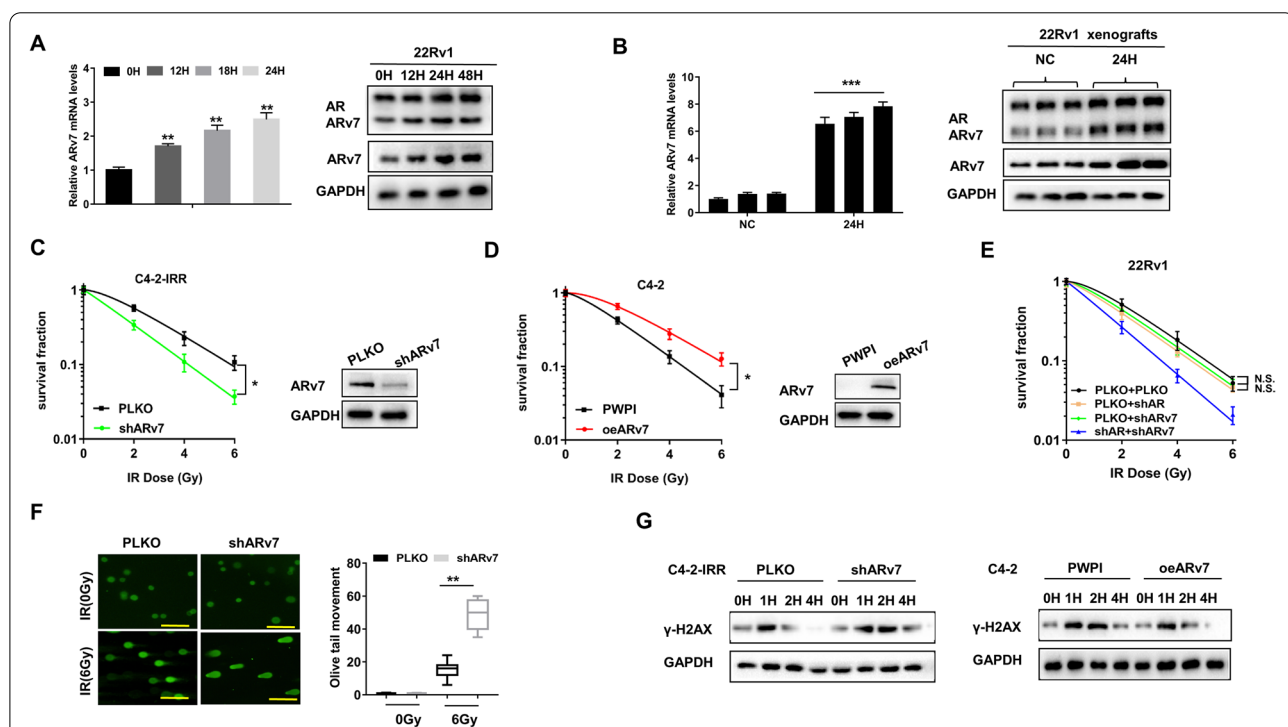 A
0H 12H 18H 24H
Relative ARv7 mRNA levels
4
3
2
1
0
** ** **
22Rv1
0H 12H 24H 48H
AR
ARv7
ARv7
GAPDH
B
Relative ARv7 mRNA levels
10
8
6
4
2
0
***
NC 24H
22Rv1 xenografts
NC 24H
AR
ARv7
ARv7
GAPDH
C
C4-2-IRR
survival fraction
1
0.1
0.01
PLKO
shARv7
*
0 2 4 6
IR Dose (Gy)
PLKO shARv7
ARv7
GAPDH
D
C4-2
survival fraction
1
0.1
0.01
PWPI
oeARv7
*
0 2 4 6
IR Dose (Gy)
PWPI oeARv7
ARv7
GAPDH
E
22Rv1
survival fraction
1
0.1
0.01
N.S.
N.S.
PLKO+PLKO
PLKO+shAR
PLKO+shARv7
shAR+shARv7
0 2 4 6
IR Dose (Gy)
F
PLKO shARv7
IR(0Gy)
IR(6Gy)
PLKO shARv7
Olive tail movement
80
60
40
20
0
**
0Gy 6Gy
G
C4-2-IRR PLKO shARv7
0H 1H 2H 4H 0H 1H 2H 4H
γ-H2AX
GAPDH
C4-2 PWPI oeARv7
0H 1H 2H 4H 0H 1H 2H 4H
γ-H2AX
GAPDH